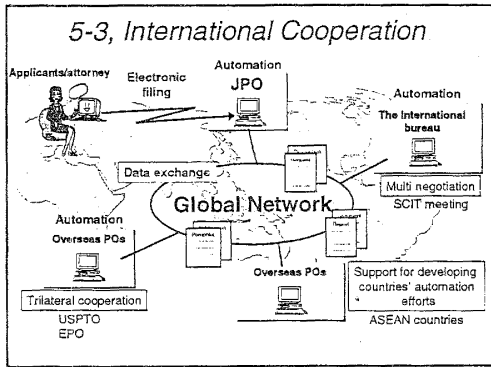 5-3, International Cooperation
Applicants/attorney
Electronic
filing
Automation
JPO
Automation
The International
bureau
Data exchange
Multi negotiation
SCIT meeting
Global Network
Automation
Overseas POs
Overseas POs
Trilateral cooperation
USPTO
EPO
Support for developing
countries' automation
efforts
ASEAN countries